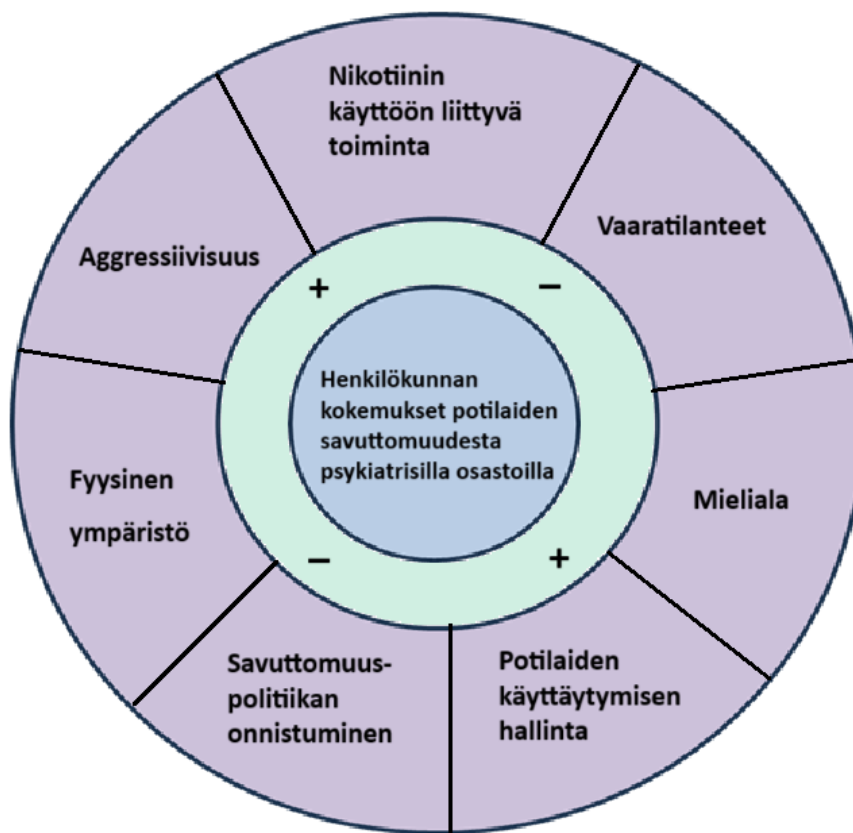 Nikotiinin
käyttöön liittyvä
toiminta
Vaaratilanteet
Aggressiivisuus
+
−
Henkilökunnan
kokemukset potilaiden
savuttomuudesta
psykiatrisilla osastoilla
Fyysinen
ympäristö
Mieliala
−
+
Savuttomuus-
politiikan
onnistuminen
Potilaiden
käyttäytymisen
hallinta